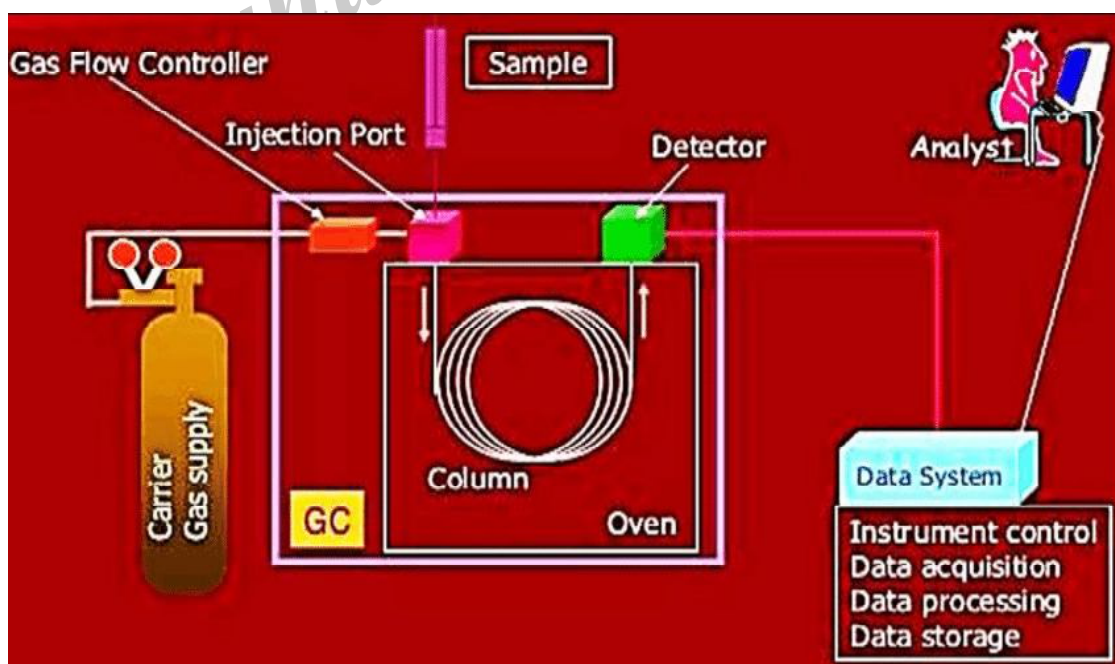 Gas Flow Controller
Sample
Injection Port
Detector
Analyst
Carrier
Gas supply
Column
GC
Oven
Data System
Instrument control
Data acquisition
Data processing
Data storage